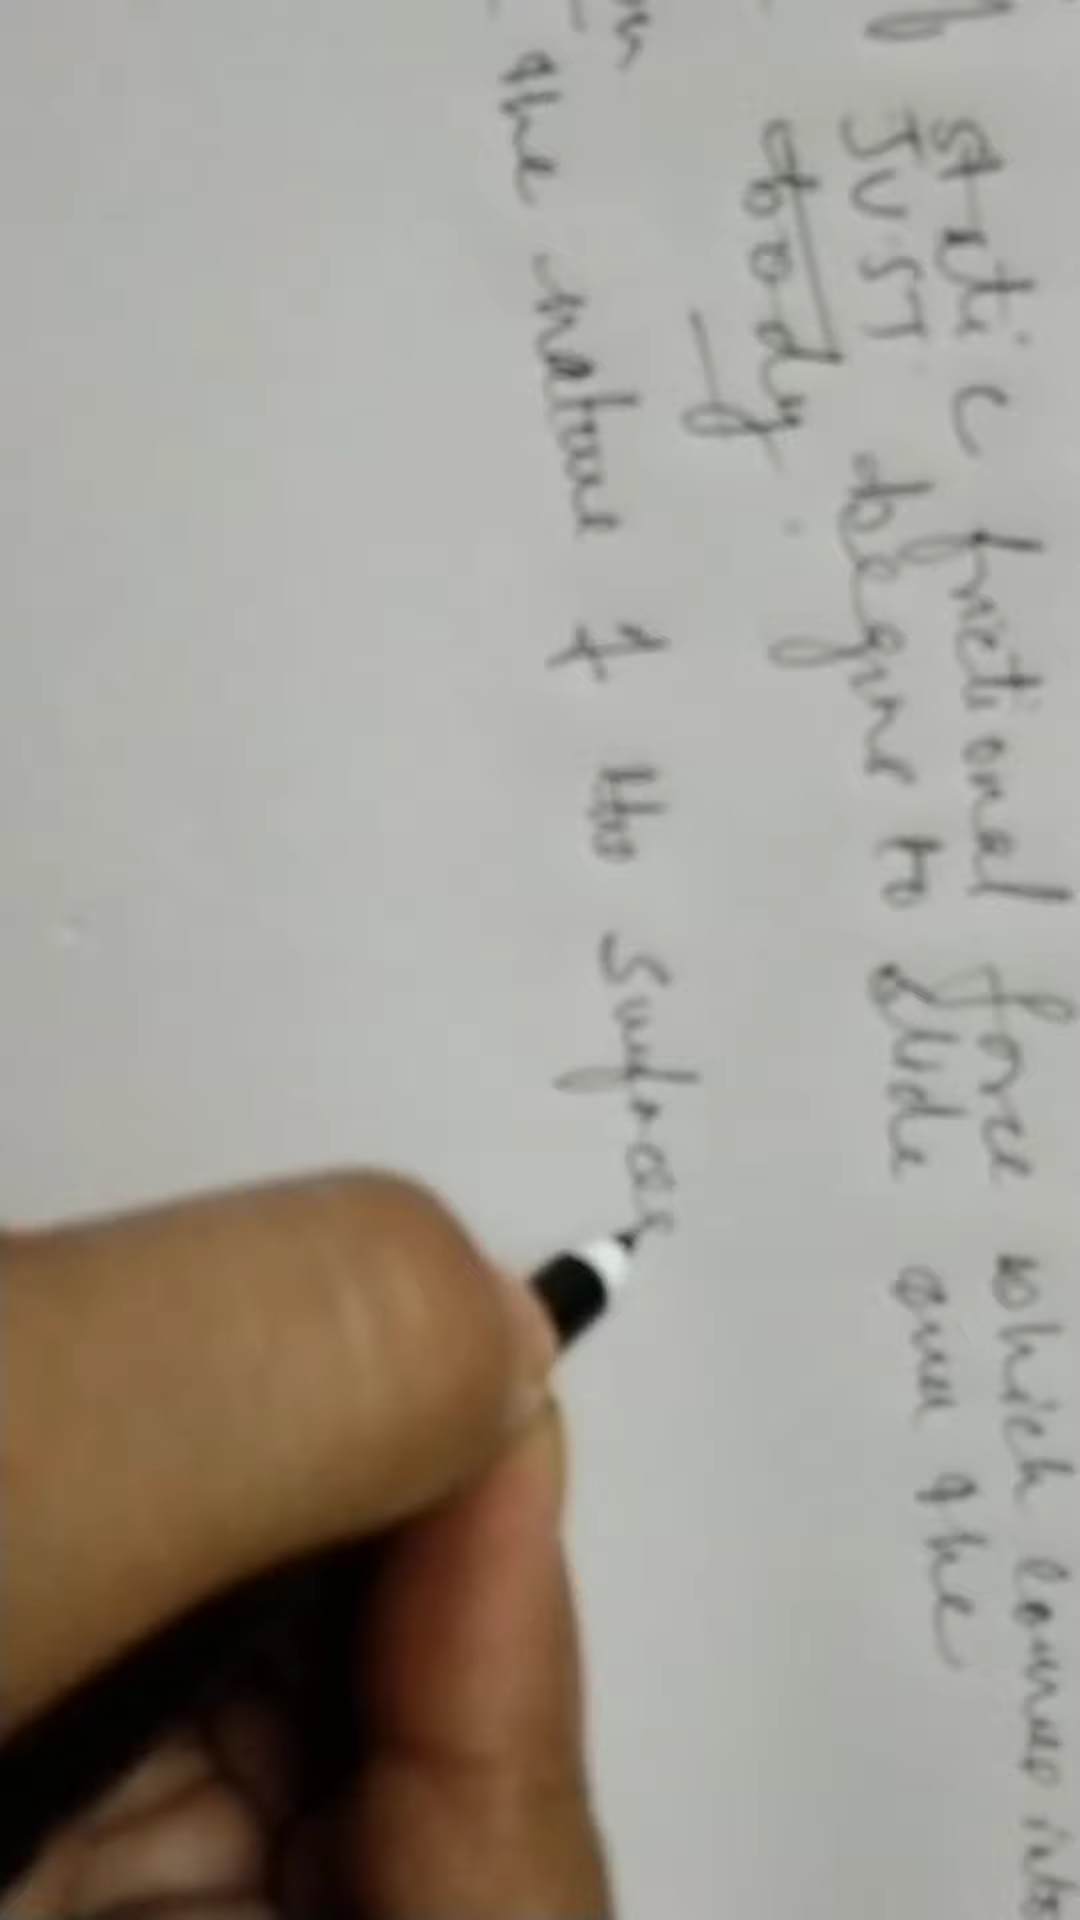 static frictional force which comes into
JUST begins to slide over the
body.
the nature of the surfaces